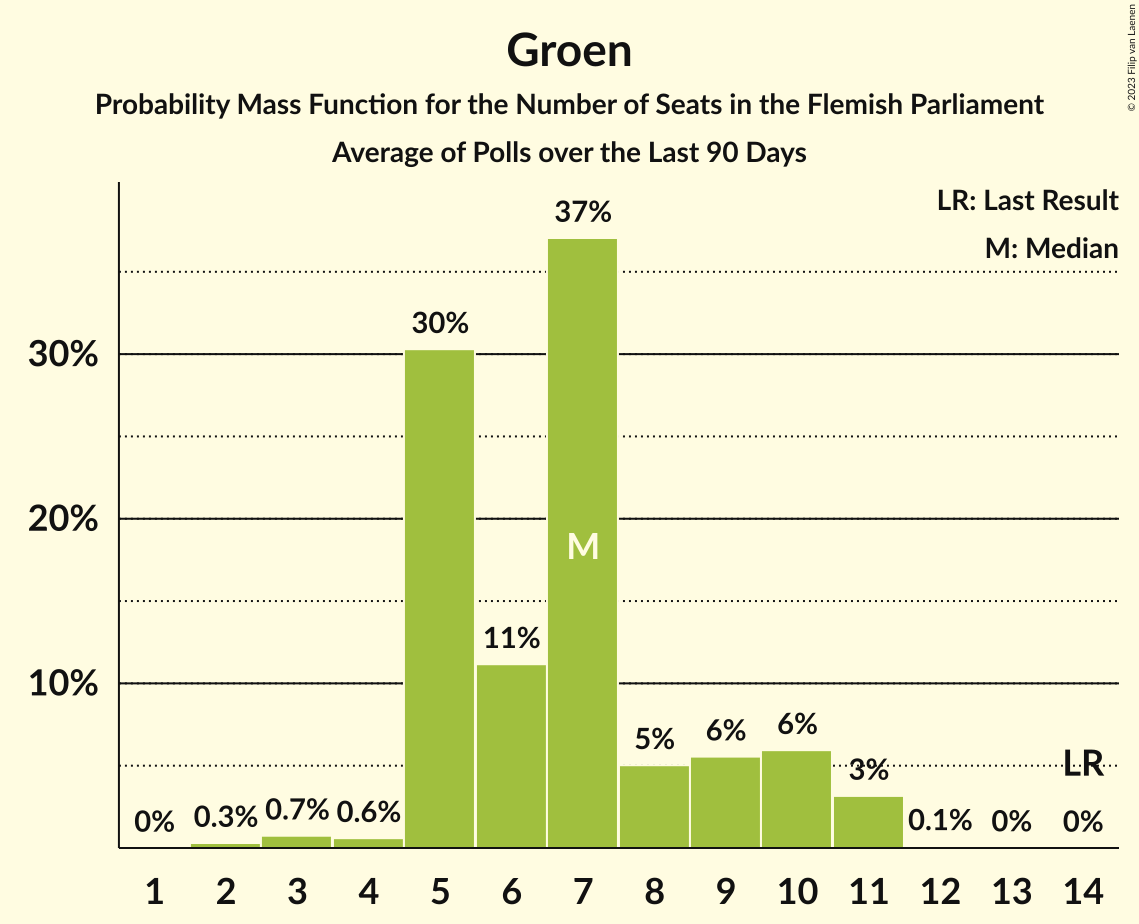 Groen
Probability Mass Function for the Number of Seats in the Flemish Parliament
Average of Polls over the Last 90 Days
© 2023 Filip van Laenen
LR: Last Result
M: Median
30%
20%
10%
0%
0.3%
0.7%
0.6%
30%
11%
37%
M
5%
6%
6%
3%
0.1%
0%
LR
0%
1 2 3 4 5 6 7 8 9 10 11 12 13 14